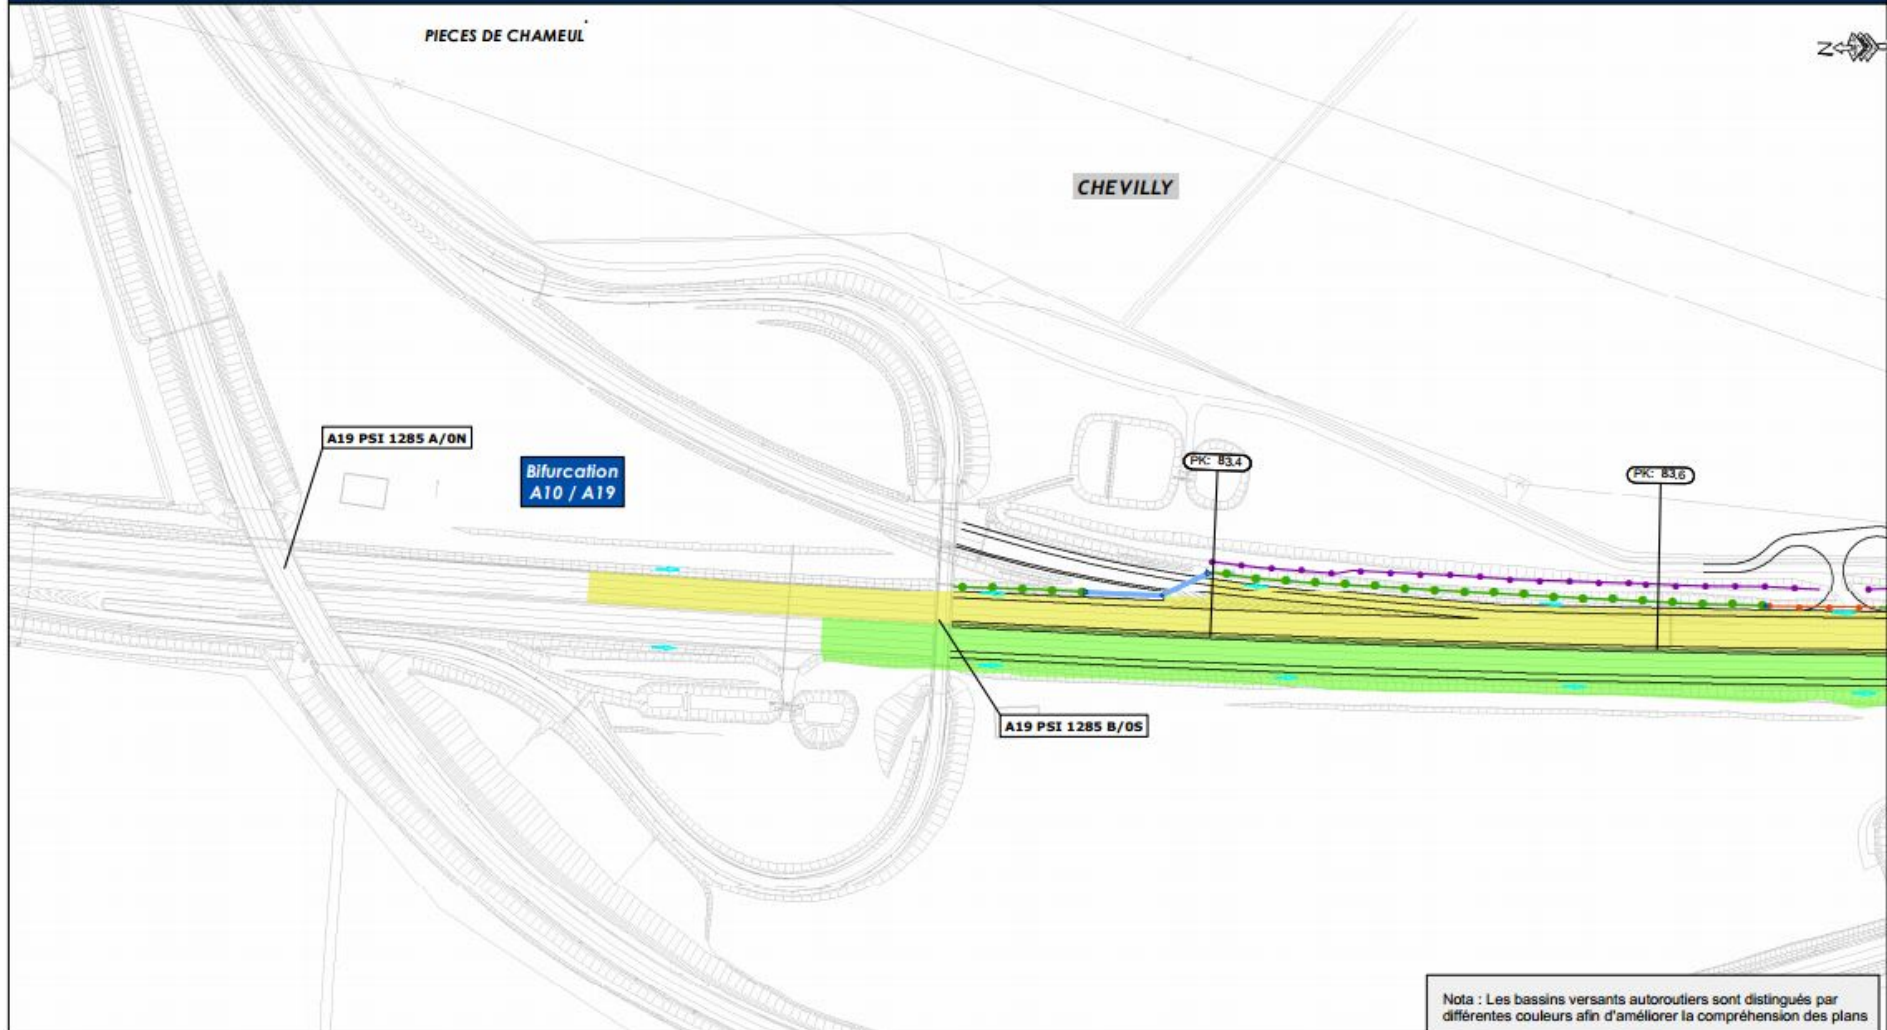 PIECES DE CHAMEUL
N
CHEVILLY
A19 PSI 1285 A/0N
Bifurcation
A10 / A19
PK: 83.4
PK: 83.6
A19 PSI 1285 B/0S
Nota : Les bassins versants autoroutiers sont distingués par
différentes couleurs afin d'améliorer la compréhension des plans